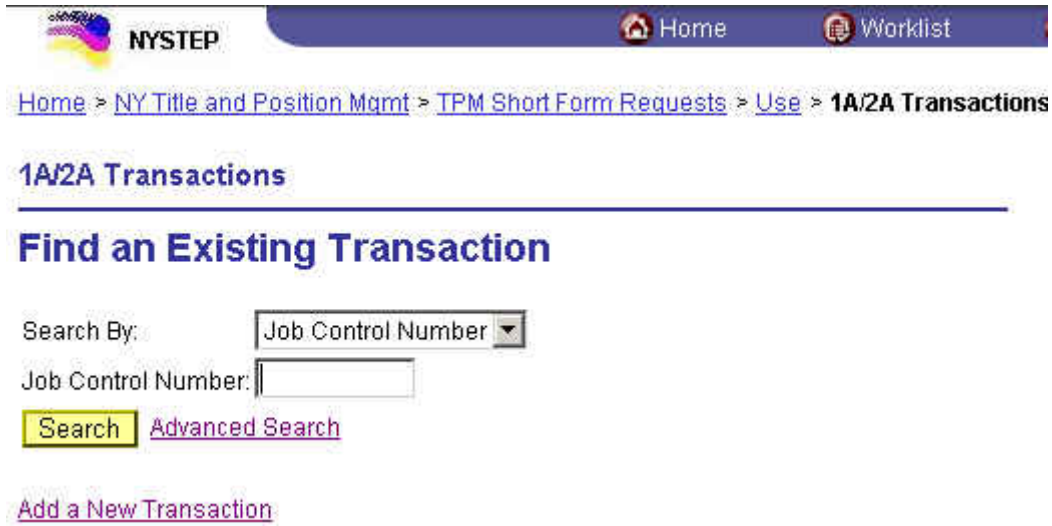 NYSTEP Home Worklist
Home > NY Title and Position Mgmt > TPM Short Form Requests > Use > 1A/2A Transactions
1A/2A Transactions
Find an Existing Transaction
Search By: Job Control Number
Job Control Number:
Search Advanced Search
Add a New Transaction